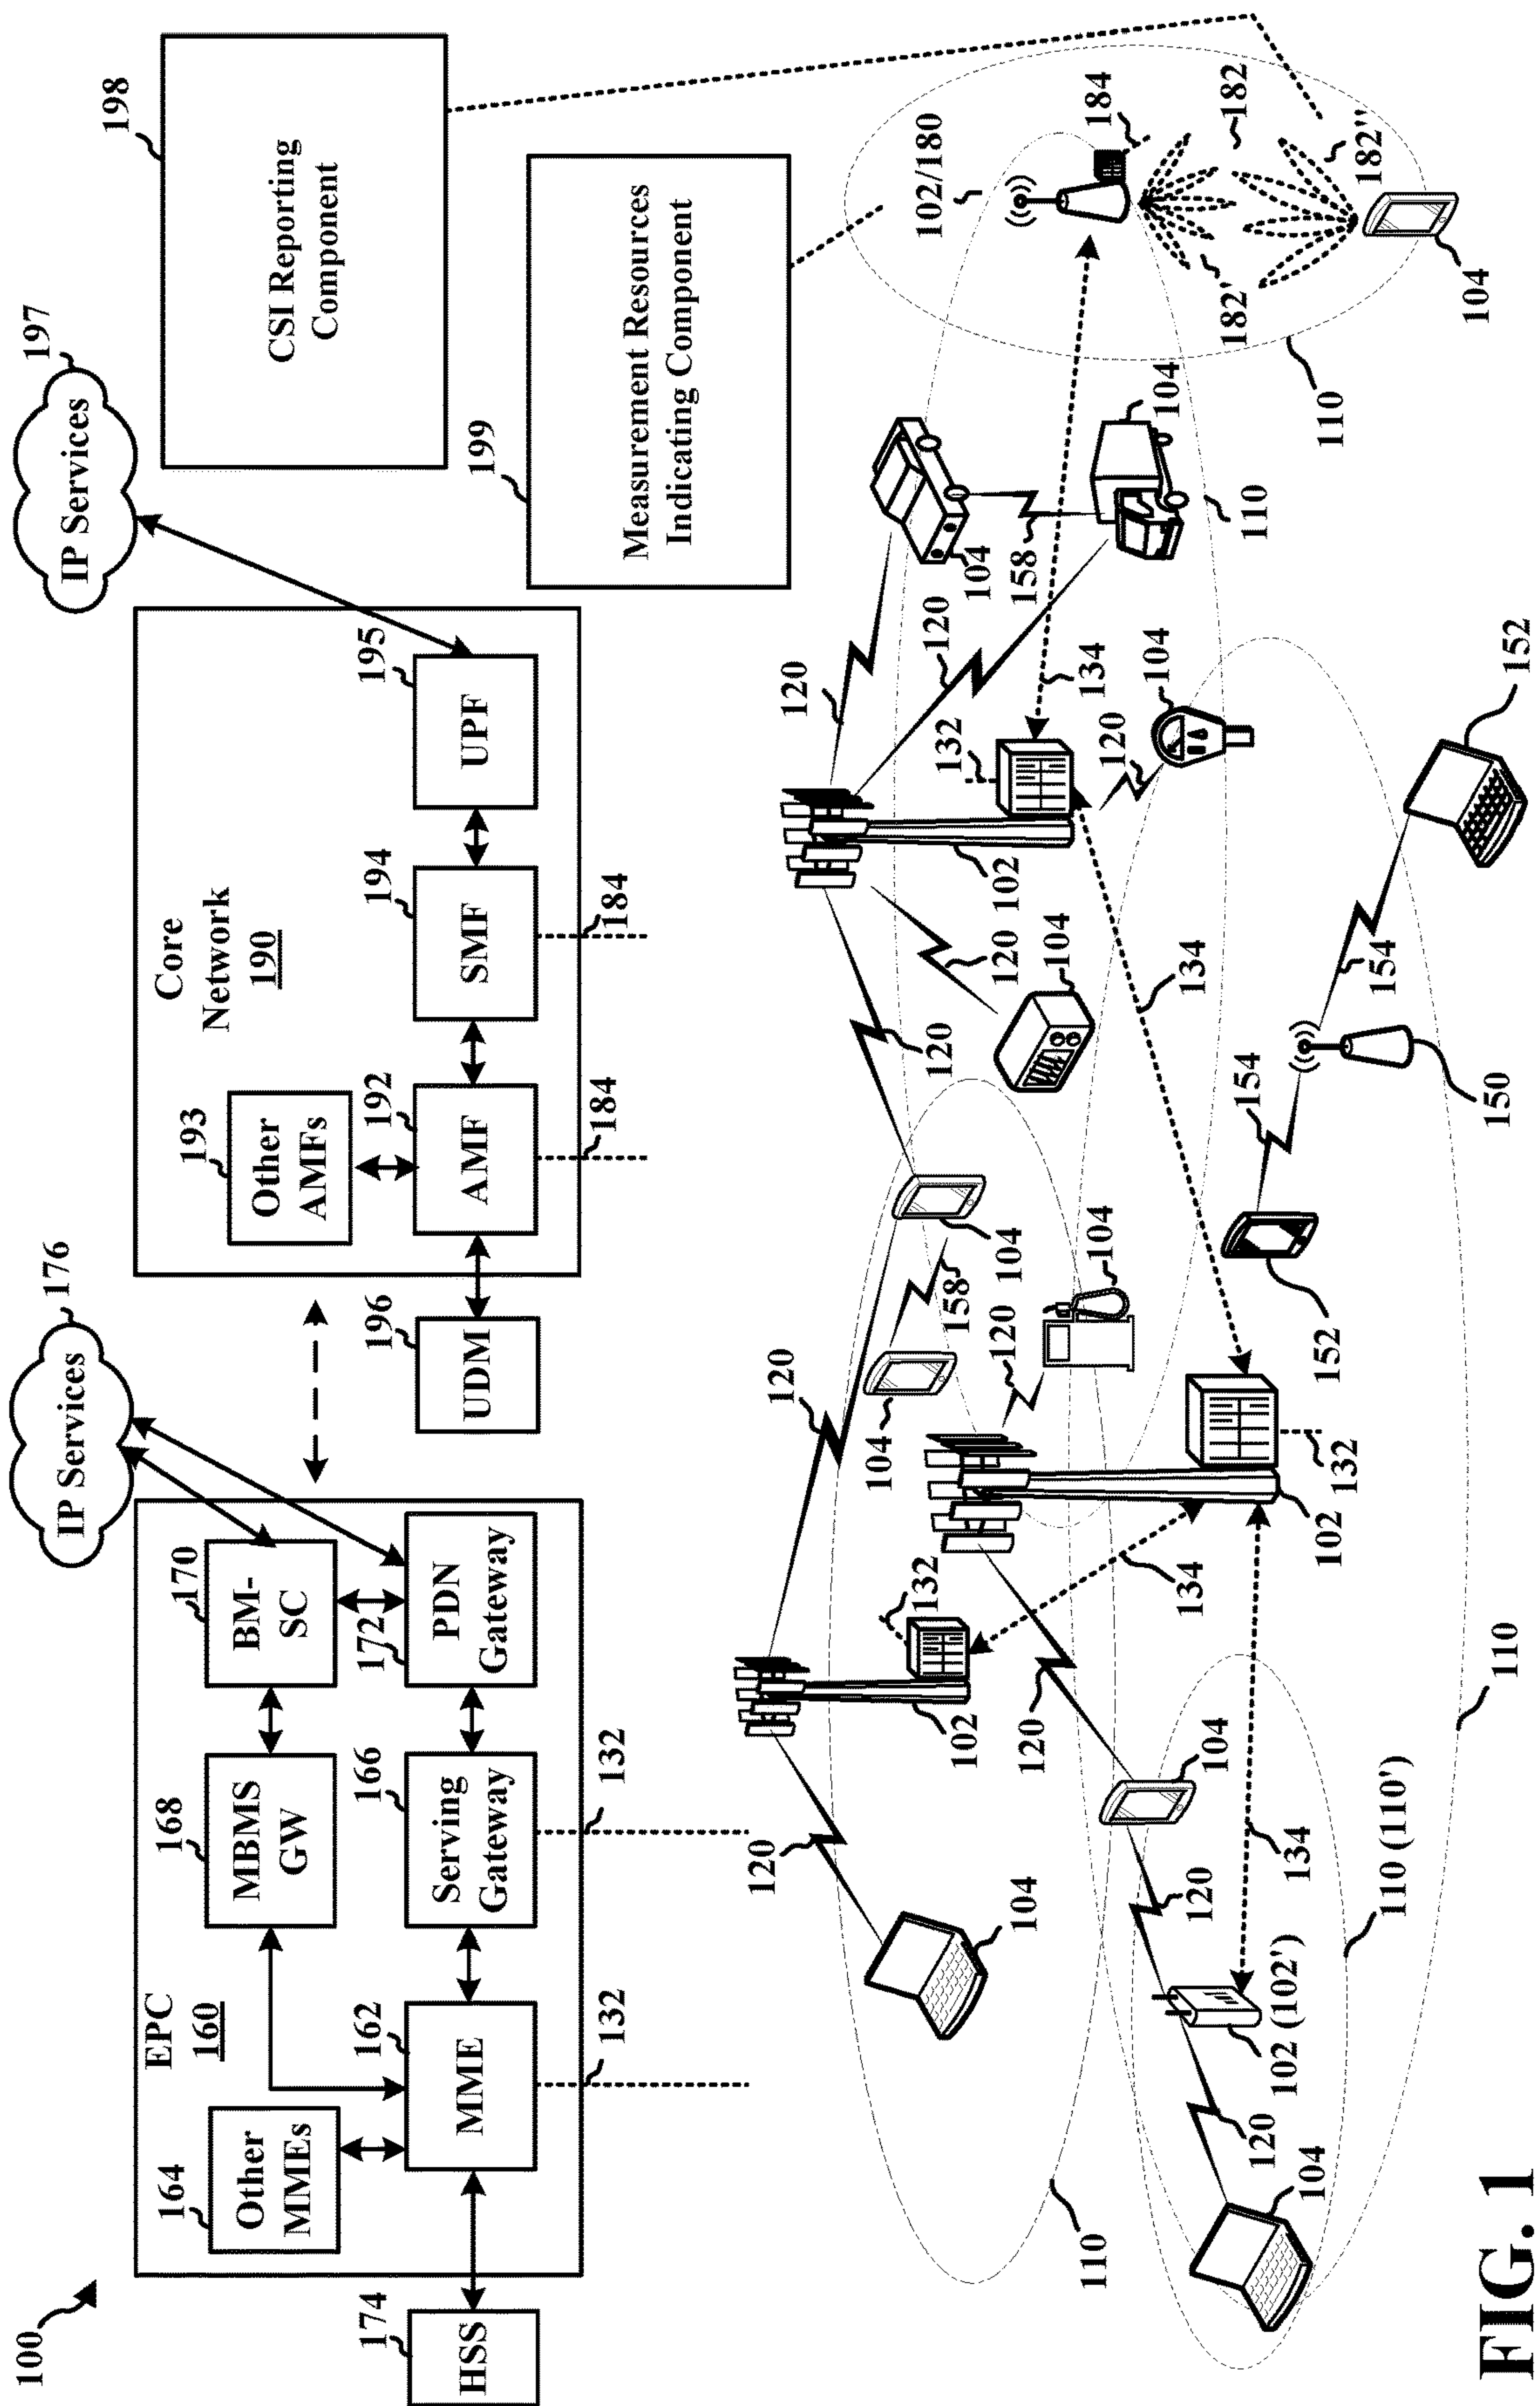 100
EPC
160
164
Other
MMEs
162
MME
168
MBMS
GW
170
BM-
SC
166
Serving
Gateway
172
PDN
Gateway
174
HSS
132
132
176
IP Services
Core
Network
190
193
Other
AMFs
192
AMF
194
SMF
195
UPF
196
UDM
184
184
197
IP Services
198
CSI Reporting
Component
199
Measurement Resources
Indicating Component
102/180
184
182
182'
182''
104
110
120
104
158
104
110
120
132
134
102
120
104
120
104
120
104
158
104
120
120
104
134
154
152
154
150
152
132
102
134
132
102
120
104
110
120
104
120
134
102 (102')
120
104
110 (110')
110
FIG. 1